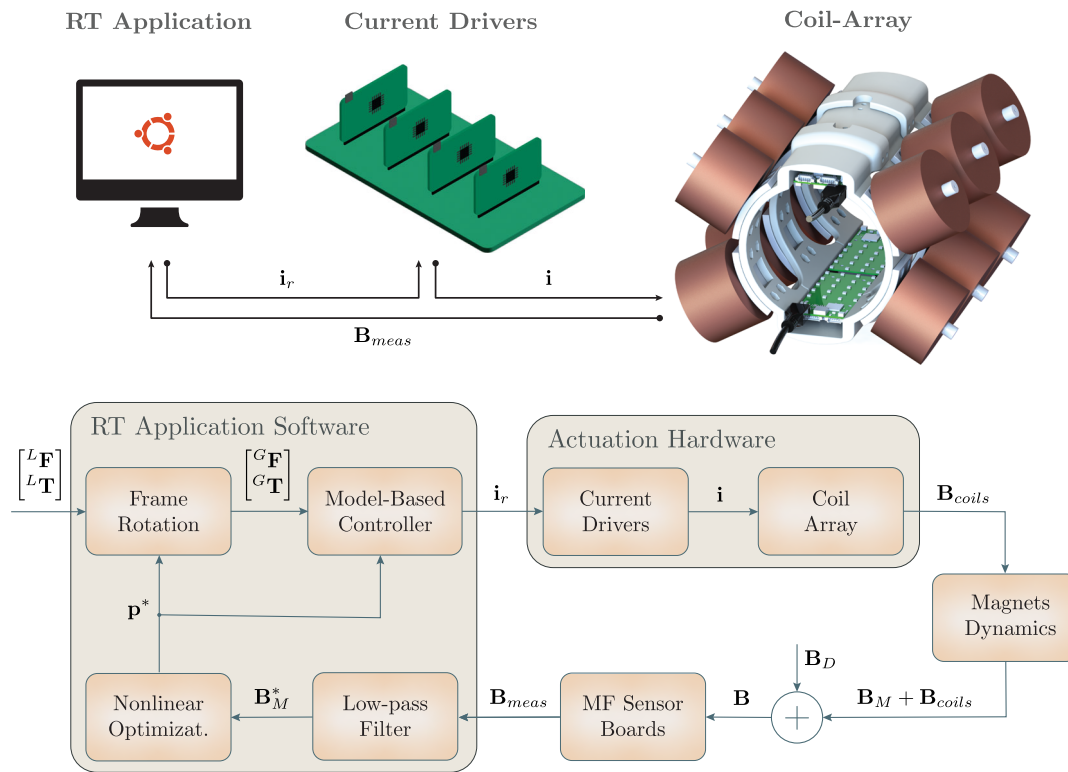 RT Application
Current Drivers
Coil-Array
i_r
i
B_meas
RT Application Software
Actuation Hardware
[^L F
^L T]
Frame
Rotation
[^G F
^G T]
Model-Based
Controller
i_r
Current
Drivers
i
Coil
Array
B_coils
p*
Magnets
Dynamics
Nonlinear
Optimizat.
B*_M
Low-pass
Filter
B_meas
MF Sensor
Boards
B
B_D
+
B_M + B_coils